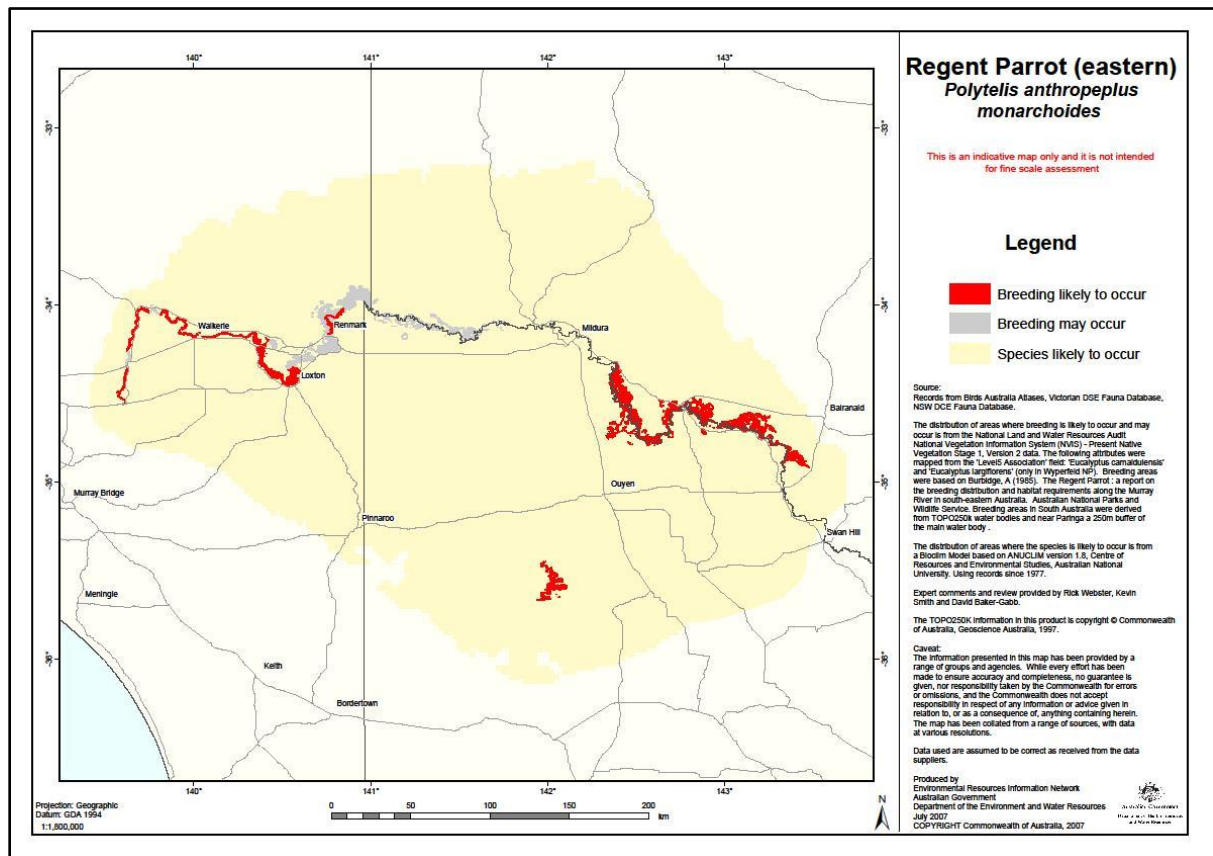 Regent Parrot (eastern)
Polytelis anthropeplus
monarchoides
This is an indicative map only and it is not intended
for fine scale assessment
Legend
Breeding likely to occur
Breeding may occur
Species likely to occur
Source:
Records from Birds Australia Atlases, Victorian DSE Fauna Database,
NSW DCE Fauna Database.
The distribution of areas where breeding is likely to occur and may
occur is from the National Land and Water Resources Audit
National Vegetation Information System (NVIS) - Present Native
Vegetation Stage 1, Version 2 data. The following attributes were
mapped from the 'Level5 Association' field: 'Eucalyptus camaldulensis'
and 'Eucalyptus largiflorens' (only in Wyperfeld NP). Breeding areas
were based on Burbidge, A (1985). The Regent Parrot : a report on
the breeding distribution and habitat requirements along the Murray
River in south-eastern Australia. Australian National Parks and
Wildlife Service. Breeding areas in South Australia were derived
from TOPO250k water bodies and near Paringa a 250m buffer of
the main water body .
The distribution of areas where the species is likely to occur is from
a Bioclim Model based on ANUCLIM version 1.8, Centre of
Resources and Environmental Studies, Australian National
University. Using records since 1977.
Expert comments and review provided by Rick Webster, Kevin
Smith and David Baker-Gabb.
The TOPO250K information in this product is copyright © Commonwealth
of Australia, Geoscience Australia, 1997.
Caveat:
The information presented in this map has been provided by a
range of groups and agencies. While every effort has been
made to ensure accuracy and completeness, no guarantee is
given, nor responsibility taken by the Commonwealth for errors
or omissions, and the Commonwealth does not accept
responsibility in respect of any information or advice given in
relation to, or as a consequence of, anything containing herein.
The map has been collated from a range of sources, with data
at various resolutions.
Data used are assumed to be correct as received from the data
suppliers.
Produced by
Environmental Resources Information Network
Australian Government
Department of the Environment and Water Resources
July 2007
COPYRIGHT Commonwealth of Australia, 2007
140° 141° 142° 143°
-33° -33°
-34° -34°
Waikerie
Renmark
Mildura
Loxton
Balranald
-35° -35°
Murray Bridge
Ouyen
Pinnaroo
Swan Hill
Meningie
-36° -36°
Keith
Bordertown
140° 141° 142° 143°
Projection: Geographic
Datum: GDA 1994
1:1,800,000
0 50 100 150 200
km
N